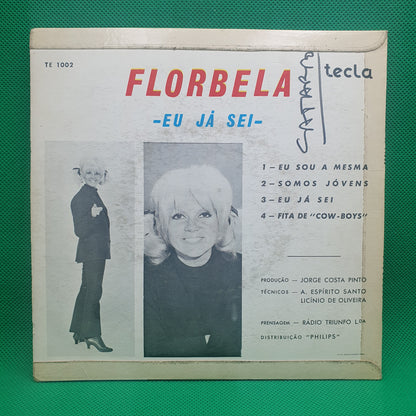 TE 1002
FLORBELA
-EU JÁ SEI-
tecla
1 - EU SOU A MESMA
2 - SOMOS JÓVENS
3 - EU JÁ SEI
4 - FITA DE "COW-BOYS"
PRODUÇÃO — JORGE COSTA PINTO
TÉCNICOS — A. ESPÍRITO SANTO
LICÍNIO DE OLIVEIRA
PRENSAGEM — RÁDIO TRIUNFO L.DA
DISTRIBUIÇÃO "PHILIPS"